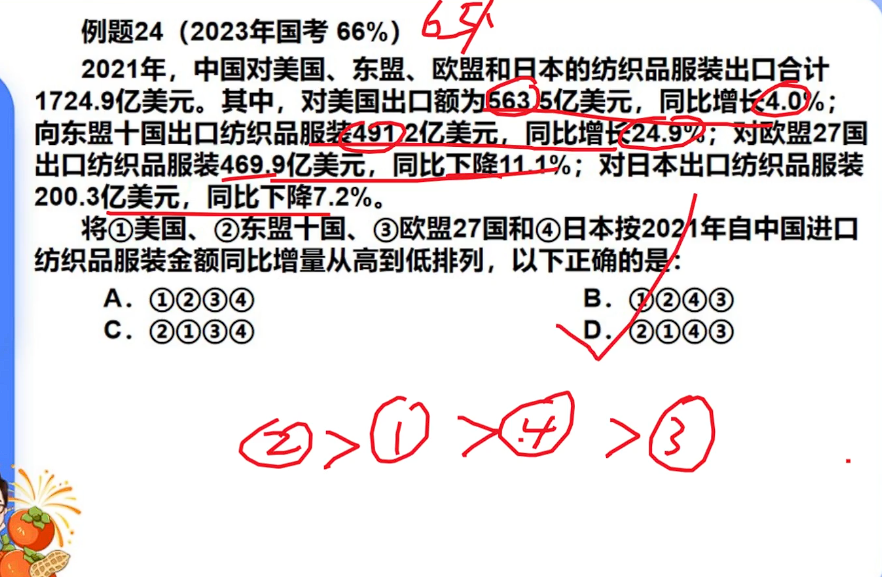 例题24（2023年国考 66%）
2021年，中国对美国、东盟、欧盟和日本的纺织品服装出口合计
1724.9亿美元。其中，对美国出口额为563.5亿美元，同比增长4.0%；
向东盟十国出口纺织品服装491.2亿美元，同比增长24.9%；对欧盟27国
出口纺织品服装469.9亿美元，同比下降11.1%；对日本出口纺织品服装
200.3亿美元，同比下降7.2%。
将①美国、②东盟十国、③欧盟27国和④日本按2021年自中国进口
纺织品服装金额同比增量从高到低排列，以下正确的是：
A．①②③④ B．①②④③
C．②①③④ D．②①④③
②>①>④>③